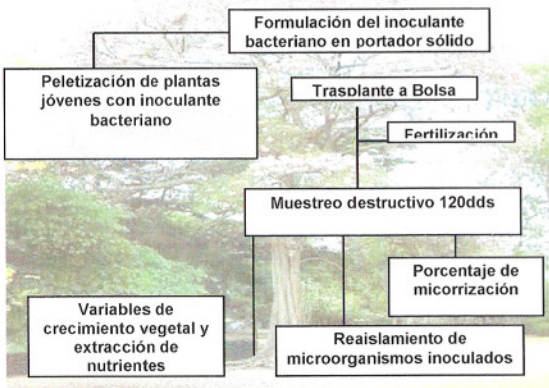 Formulación del inoculante
bacteriano en portador sólido
Peletización de plantas
jóvenes con inoculante
bacteriano
Trasplante a Bolsa
Fertilización
Muestreo destructivo 120dds
Porcentaje de
micorrización
Variables de
crecimiento vegetal y
extracción de
nutrientes
Reaislamiento de
microorganismos inoculados